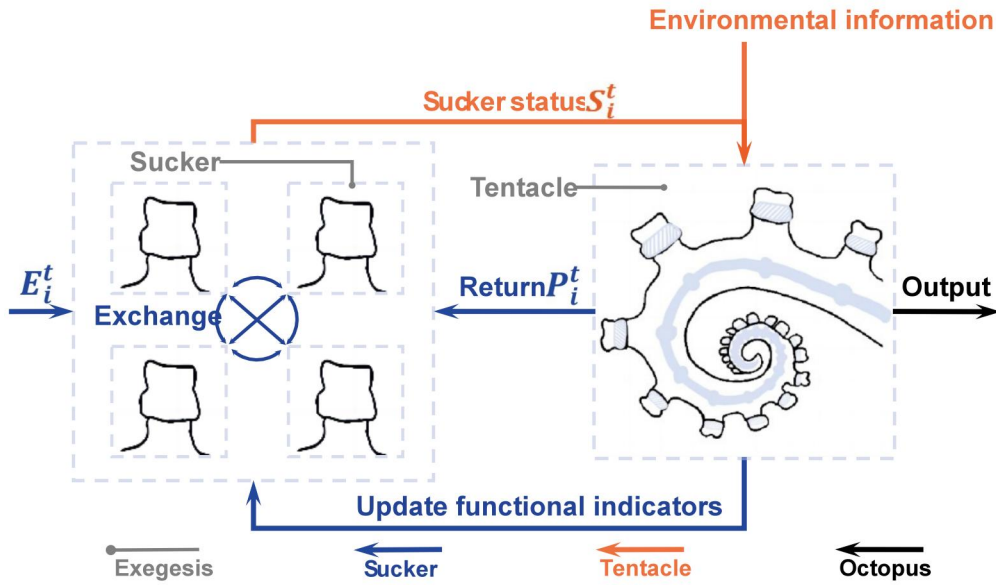 Environmental information
Sucker status S_i^t
Sucker
Tentacle
E_i^t
Exchange
Return P_i^t
Output
Update functional indicators
Exegesis
Sucker
Tentacle
Octopus